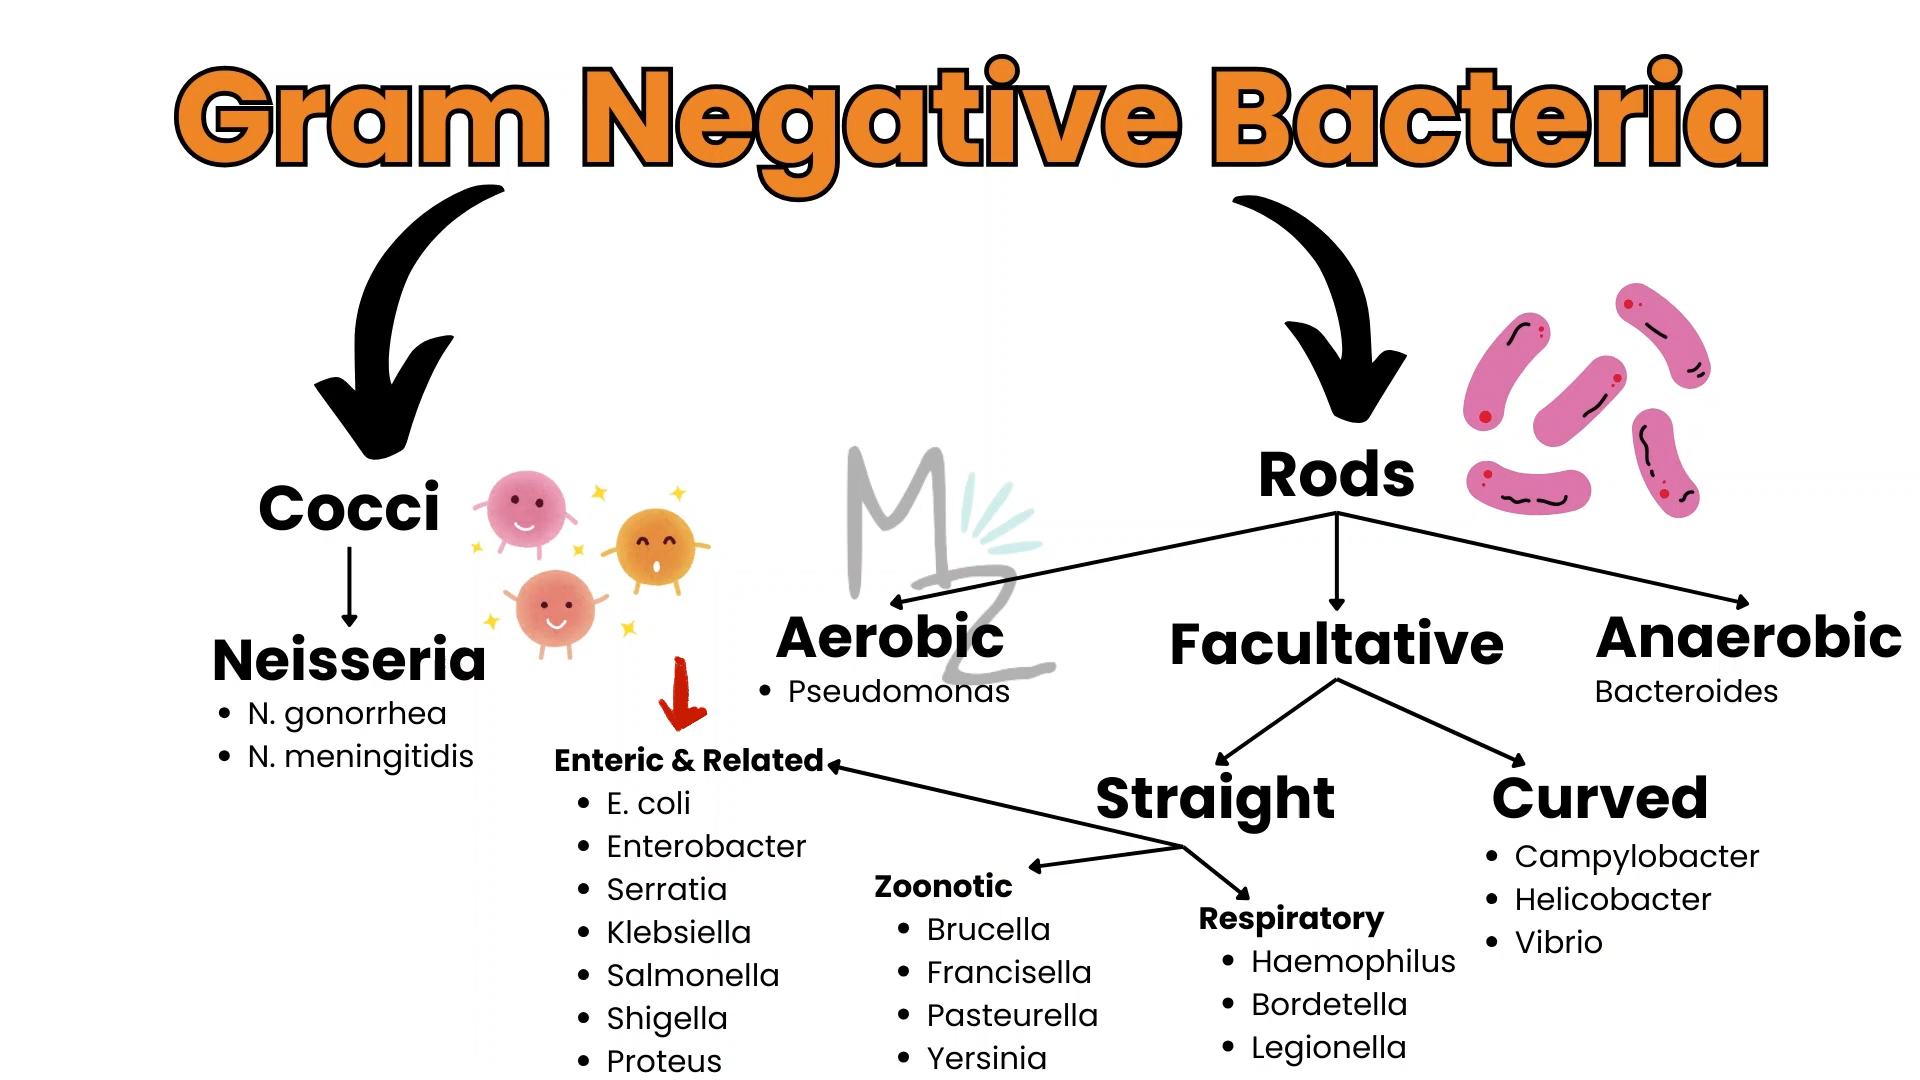 Gram Negative Bacteria
Cocci
Neisseria
• N. gonorrhea
• N. meningitidis
Rods
Aerobic
• Pseudomonas
Facultative
Anaerobic
Bacteroides
Straight
Curved
• Campylobacter
• Helicobacter
• Vibrio
Enteric & Related
• E. coli
• Enterobacter
• Serratia
• Klebsiella
• Salmonella
• Shigella
• Proteus
Zoonotic
• Brucella
• Francisella
• Pasteurella
• Yersinia
Respiratory
• Haemophilus
• Bordetella
• Legionella
MZ